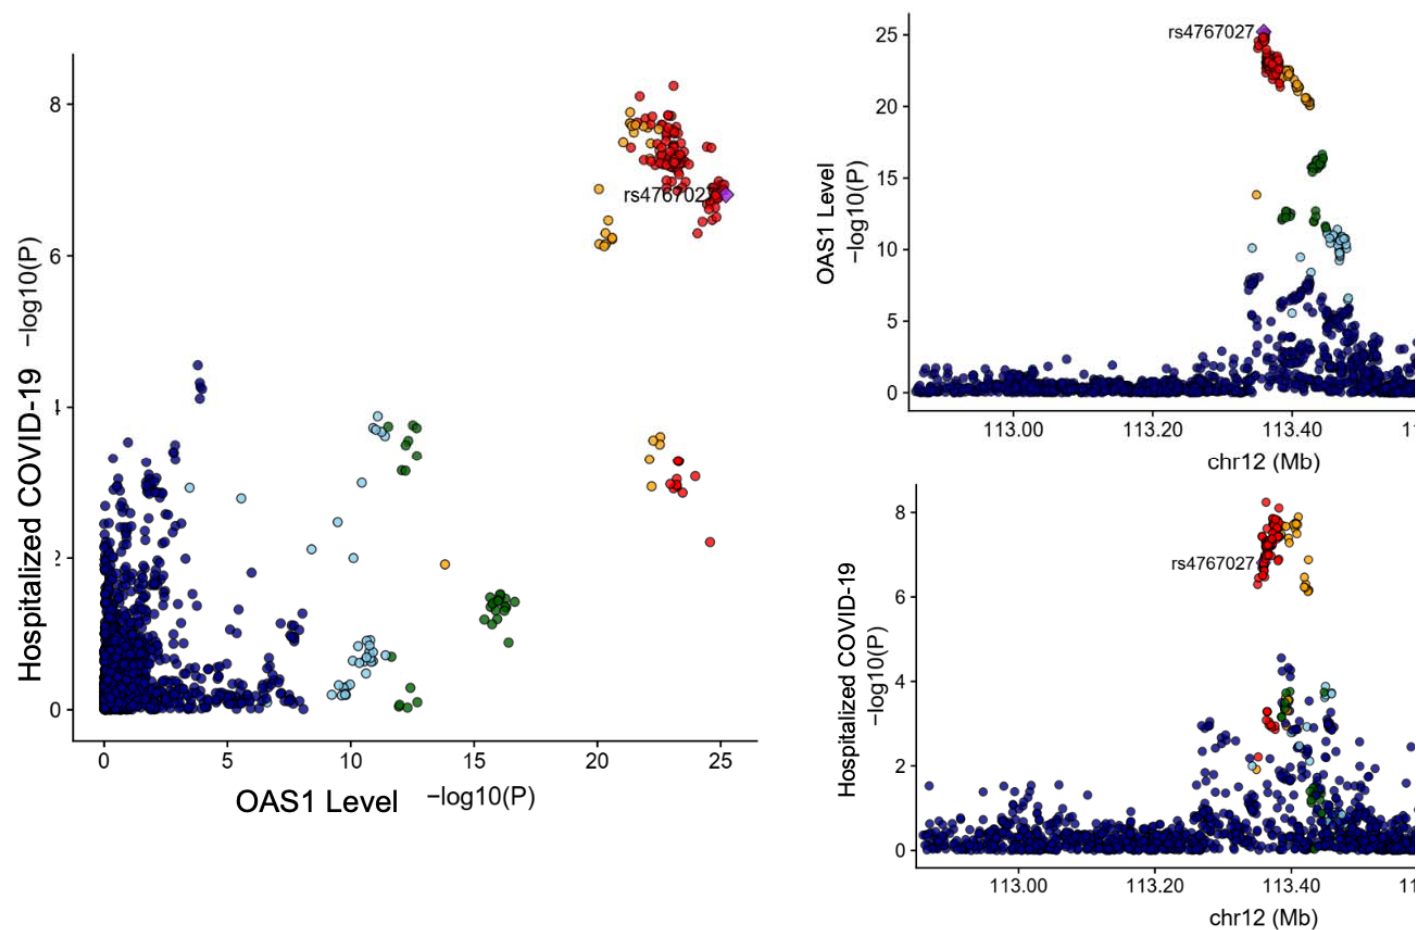 8
6
4
2
0
Hospitalized COVID-19 −log10(P)
rs4767027
0 5 10 15 20 25
OAS1 Level −log10(P)
25
20
15
10
5
0
OAS1 Level
−log10(P)
rs4767027
113.00 113.20 113.40
chr12 (Mb)
8
6
4
2
0
Hospitalized COVID-19
−log10(P)
rs4767027
113.00 113.20 113.40
chr12 (Mb)